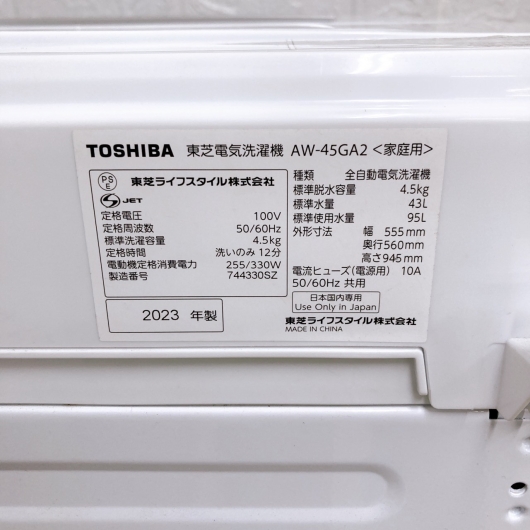 TOSHIBA 東芝電気洗濯機 AW-45GA2 <家庭用>
PS
E
東芝ライフスタイル株式会社
S JET
定格電圧 100V
定格周波数 50/60Hz
標準洗濯容量 4.5kg
定格時間 洗いのみ 12分
電動機定格消費電力 255/330W
製造番号 744330SZ
2023 年製
種類 全自動電気洗濯機
標準脱水容量 4.5kg
標準水量 43L
標準使用水量 95L
外形寸法 幅 555mm
奥行560mm
高さ945mm
電流ヒューズ(電源用) 10A
50/60Hz 共用
日本国内専用
Use Only in Japan
東芝ライフスタイル株式会社
MADE IN CHINA